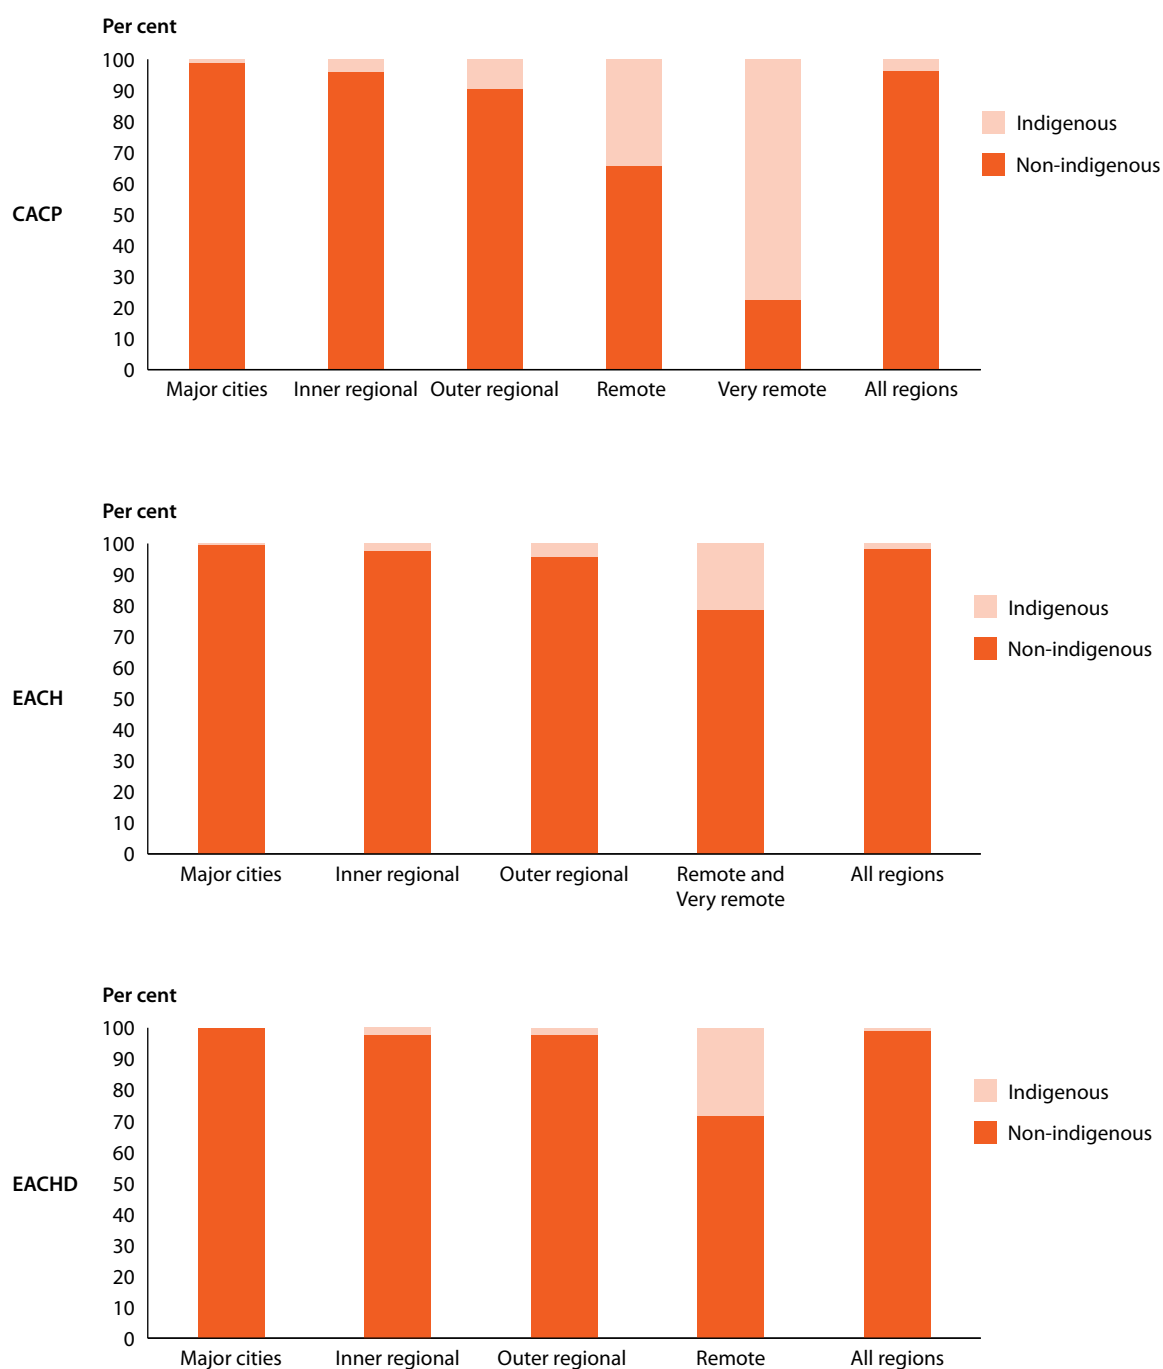 Per cent
100
90
80
70
60
50
40
30
20
10
0
CACP
Major cities Inner regional Outer regional Remote Very remote All regions
Indigenous
Non-indigenous
Per cent
100
90
80
70
60
50
40
30
20
10
0
EACH
Major cities Inner regional Outer regional Remote and Very remote All regions
Indigenous
Non-indigenous
Per cent
100
90
80
70
60
50
40
30
20
10
0
EACHD
Major cities Inner regional Outer regional Remote All regions
Indigenous
Non-indigenous